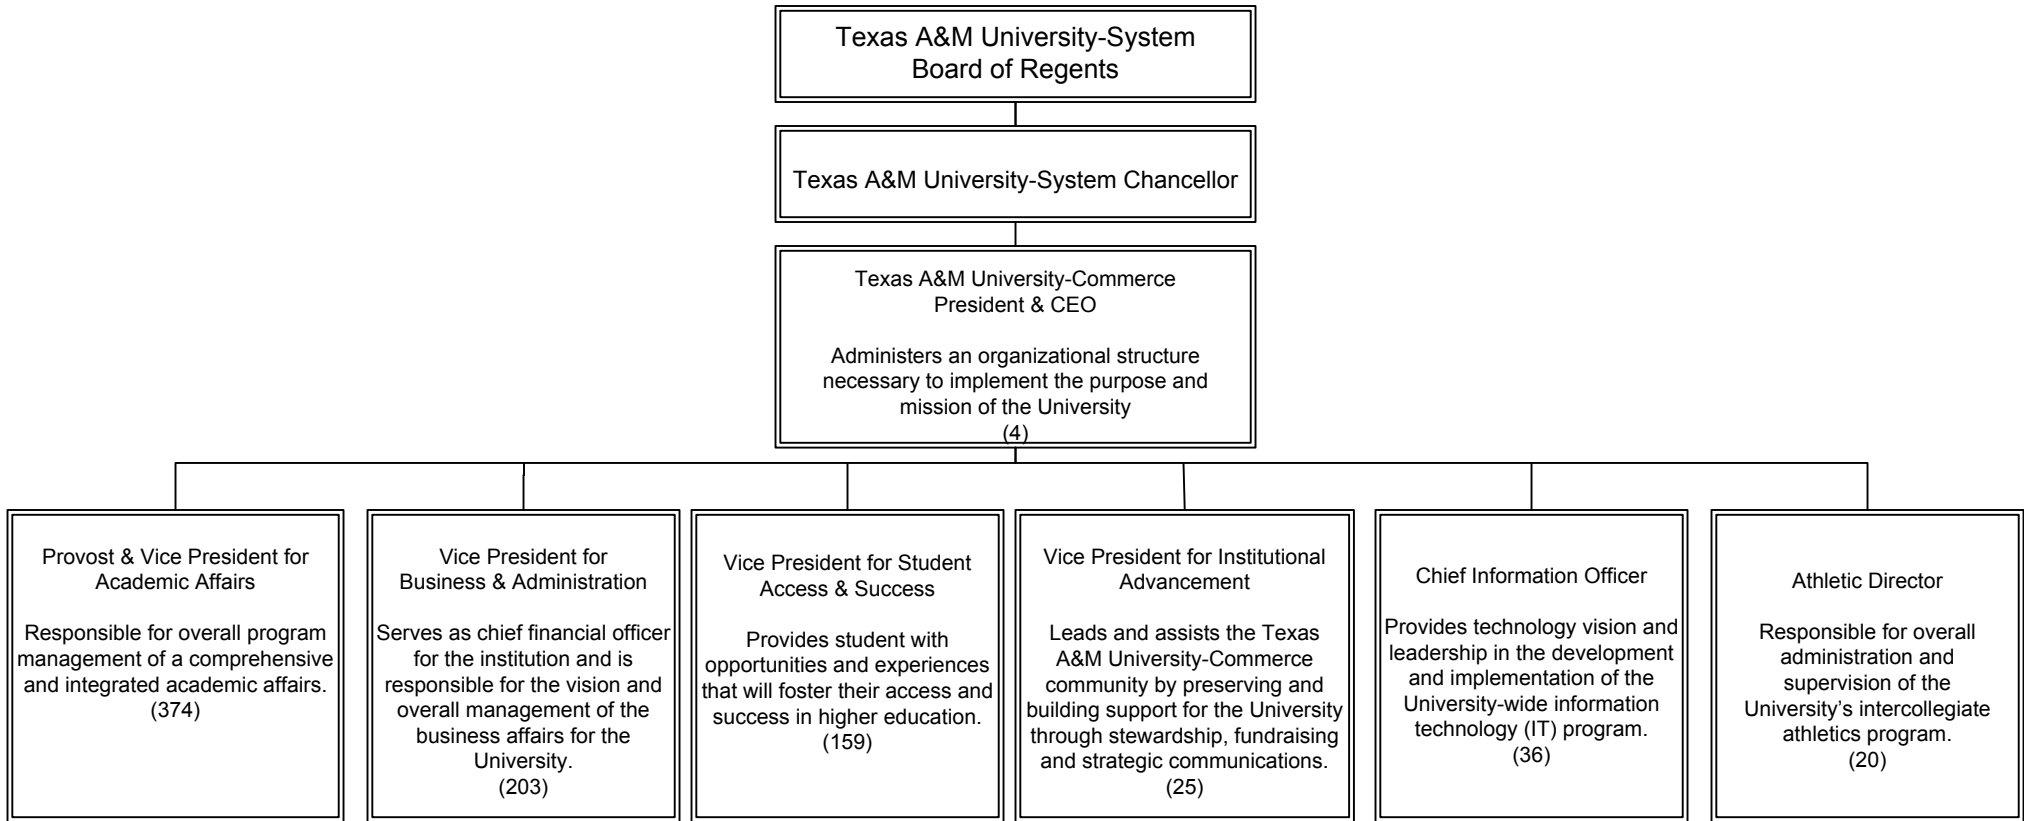 Texas A&M University-System
Board of Regents
Texas A&M University-System Chancellor
Texas A&M University-Commerce
President & CEO
Administers an organizational structure
necessary to implement the purpose and
mission of the University
(4)
Provost & Vice President for
Academic Affairs
Responsible for overall program
management of a comprehensive
and integrated academic affairs.
(374)
Vice President for
Business & Administration
Serves as chief financial officer
for the institution and is
responsible for the vision and
overall management of the
business affairs for the
University.
(203)
Vice President for Student
Access & Success
Provides student with
opportunities and experiences
that will foster their access and
success in higher education.
(159)
Vice President for Institutional
Advancement
Leads and assists the Texas
A&M University-Commerce
community by preserving and
building support for the University
through stewardship, fundraising
and strategic communications.
(25)
Chief Information Officer
Provides technology vision and
leadership in the development
and implementation of the
University-wide information
technology (IT) program.
(36)
Athletic Director
Responsible for overall
administration and
supervision of the
University’s intercollegiate
athletics program.
(20)